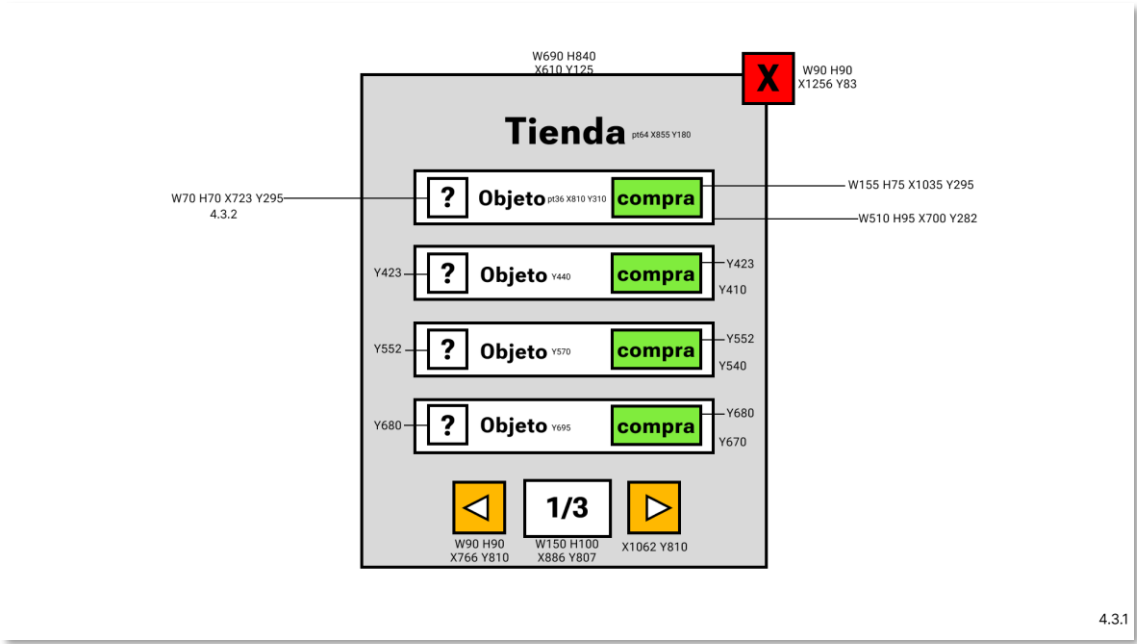 W690 H840
X610 Y125
X
W90 H90
X1256 Y83
Tienda pt64 X855 Y180
W70 H70 X723 Y295
4.3.2
? Objeto pt36 X810 Y310 compra
W155 H75 X1035 Y295
W510 H95 X700 Y282
Y423 ? Objeto Y440 compra Y423
Y410
Y552 ? Objeto Y570 compra Y552
Y540
Y680 ? Objeto Y695 compra Y680
Y670
1/3
W90 H90
X766 Y810
W150 H100
X886 Y807
X1062 Y810
4.3.1